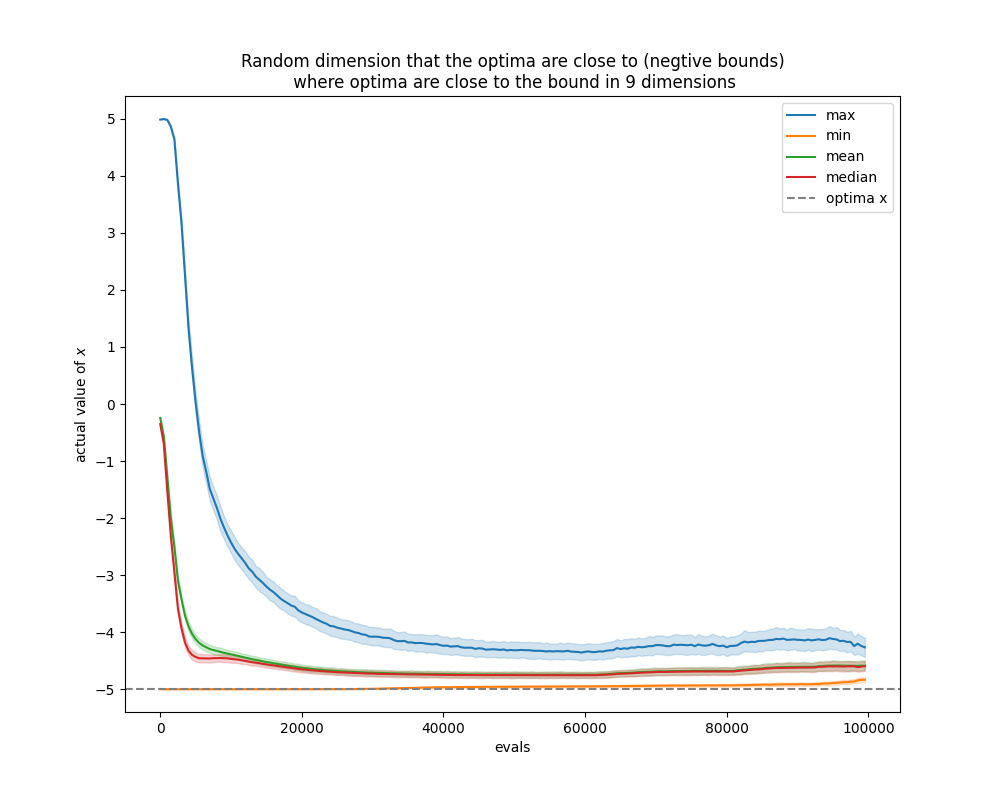 Random dimension that the optima are close to (negtive bounds)
where optima are close to the bound in 9 dimensions
max
min
mean
median
optima x
5
4
3
2
1
0
−1
−2
−3
−4
−5
actual value of x
0
20000
40000
60000
80000
100000
evals